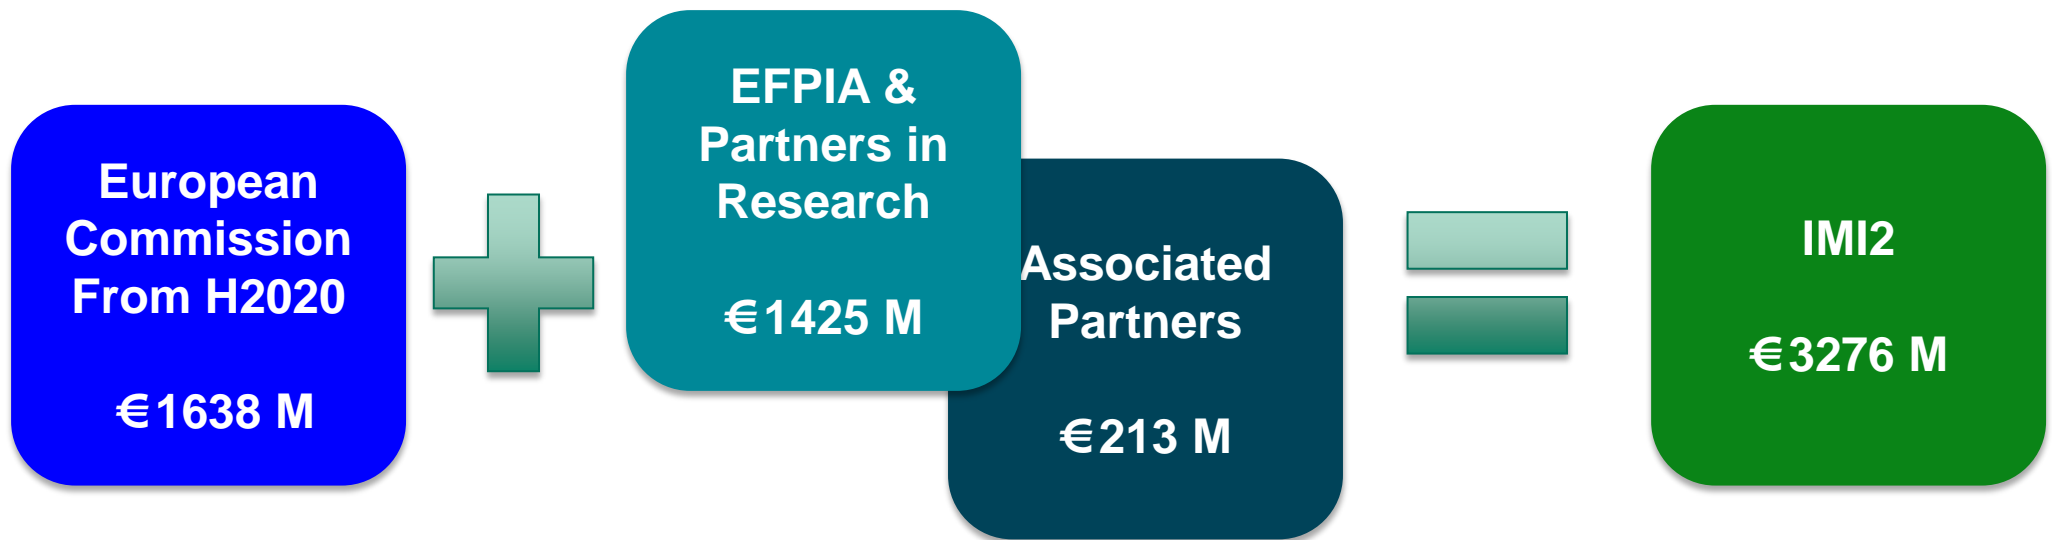 European
Commission
From H2020
€1638 M
EFPIA &
Partners in
Research
€1425 M
Associated
Partners
€213 M
IMI2
€3276 M